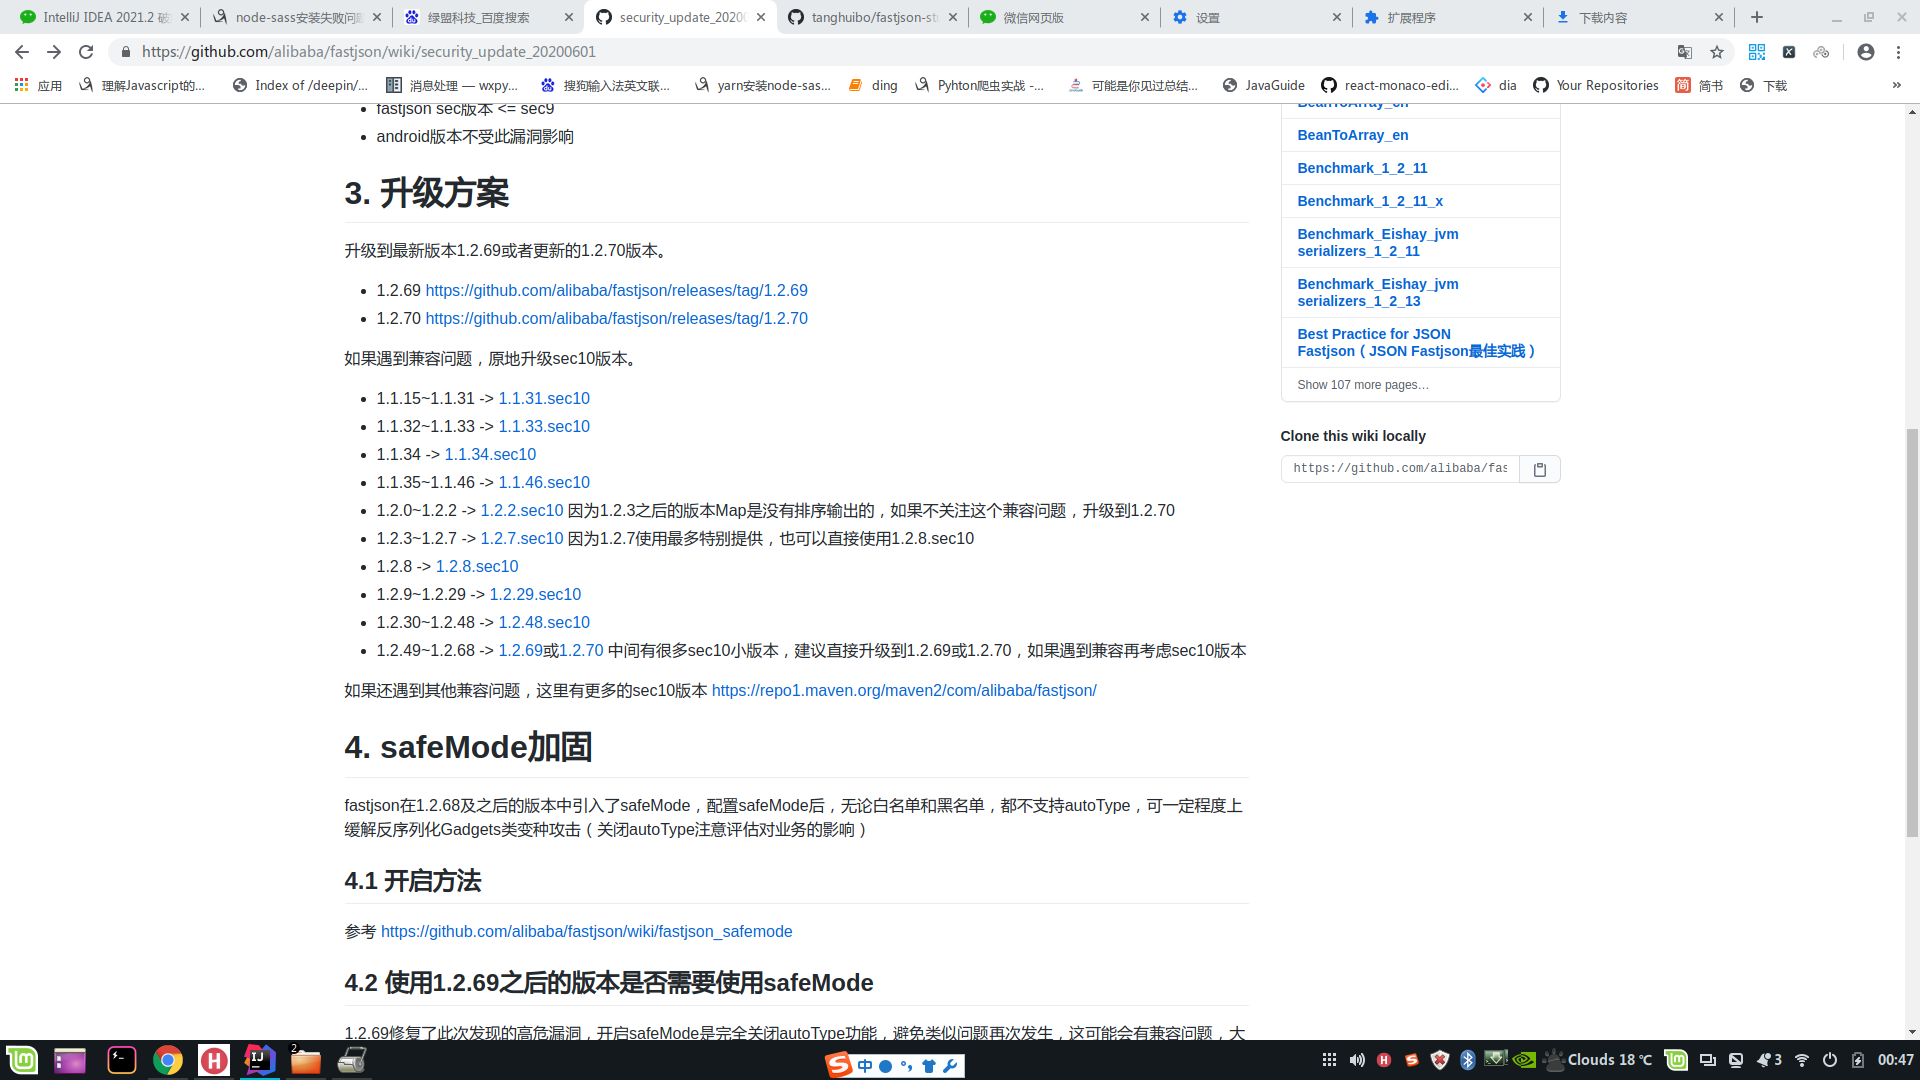 IntelliJ IDEA 2021.2 破
node-sass安装失败问
绿盟科技_百度搜索
security_update_2020
tanghuibo/fastjson-st
微信网页版
设置
扩展程序
下载内容
https://github.com/alibaba/fastjson/wiki/security_update_20200601
应用
理解Javascript的...
Index of /deepin/...
消息处理 — wxpy...
搜狗输入法英文联...
yarn安装node-sas...
ding
Pyhton爬虫实战 -...
可能是你见过总结...
JavaGuide
react-monaco-edi...
dia
Your Repositories
简 简书
下载
»
fastjson sec版本 <= sec9
android版本不受此漏洞影响
3. 升级方案
升级到最新版本1.2.69或者更新的1.2.70版本。
1.2.69 https://github.com/alibaba/fastjson/releases/tag/1.2.69
1.2.70 https://github.com/alibaba/fastjson/releases/tag/1.2.70
如果遇到兼容问题，原地升级sec10版本。
1.1.15~1.1.31 -> 1.1.31.sec10
1.1.32~1.1.33 -> 1.1.33.sec10
1.1.34 -> 1.1.34.sec10
1.1.35~1.1.46 -> 1.1.46.sec10
1.2.0~1.2.2 -> 1.2.2.sec10 因为1.2.3之后的版本Map是没有排序输出的，如果不关注这个兼容问题，升级到1.2.70
1.2.3~1.2.7 -> 1.2.7.sec10 因为1.2.7使用最多特别提供，也可以直接使用1.2.8.sec10
1.2.8 -> 1.2.8.sec10
1.2.9~1.2.29 -> 1.2.29.sec10
1.2.30~1.2.48 -> 1.2.48.sec10
1.2.49~1.2.68 -> 1.2.69或1.2.70 中间有很多sec10小版本，建议直接升级到1.2.69或1.2.70，如果遇到兼容再考虑sec10版本
如果还遇到其他兼容问题，这里有更多的sec10版本 https://repo1.maven.org/maven2/com/alibaba/fastjson/
4. safeMode加固
fastjson在1.2.68及之后的版本中引入了safeMode，配置safeMode后，无论白名单和黑名单，都不支持autoType，可一定程度上
缓解反序列化Gadgets类变种攻击（关闭autoType注意评估对业务的影响）
4.1 开启方法
参考 https://github.com/alibaba/fastjson/wiki/fastjson_safemode
4.2 使用1.2.69之后的版本是否需要使用safeMode
1.2.69修复了此次发现的高危漏洞，开启safeMode是完全关闭autoType功能，避免类似问题再次发生，这可能会有兼容问题，大
BeanToArray_cn
BeanToArray_en
Benchmark_1_2_11
Benchmark_1_2_11_x
Benchmark_Eishay_jvm
serializers_1_2_11
Benchmark_Eishay_jvm
serializers_1_2_13
Best Practice for JSON
Fastjson（JSON Fastjson最佳实践）
Show 107 more pages…
Clone this wiki locally
https://github.com/alibaba/fas
2
中
Clouds 18 ℃
3
00:47